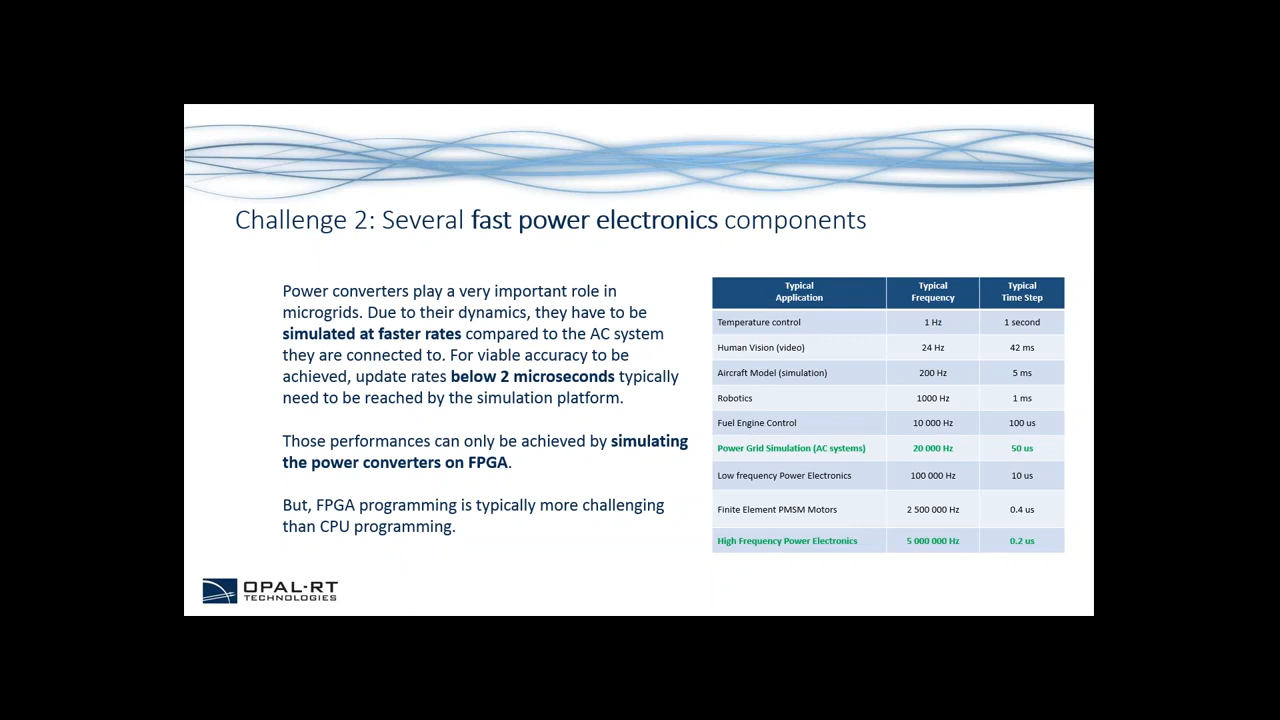 Challenge 2: Several fast power electronics components
Power converters play a very important role in
microgrids. Due to their dynamics, they have to be
simulated at faster rates compared to the AC system
they are connected to. For viable accuracy to be
achieved, update rates below 2 microseconds typically
need to be reached by the simulation platform.
Those performances can only be achieved by simulating
the power converters on FPGA.
But, FPGA programming is typically more challenging
than CPU programming.
Typical Application Typical Frequency Typical Time Step
Temperature control 1 Hz 1 second
Human Vision (video) 24 Hz 42 ms
Aircraft Model (simulation) 200 Hz 5 ms
Robotics 1000 Hz 1 ms
Fuel Engine Control 10 000 Hz 100 us
Power Grid Simulation (AC systems) 20 000 Hz 50 us
Low frequency Power Electronics 100 000 Hz 10 us
Finite Element PMSM Motors 2 500 000 Hz 0.4 us
High Frequency Power Electronics 5 000 000 Hz 0.2 us
OPAL-RT
TECHNOLOGIES